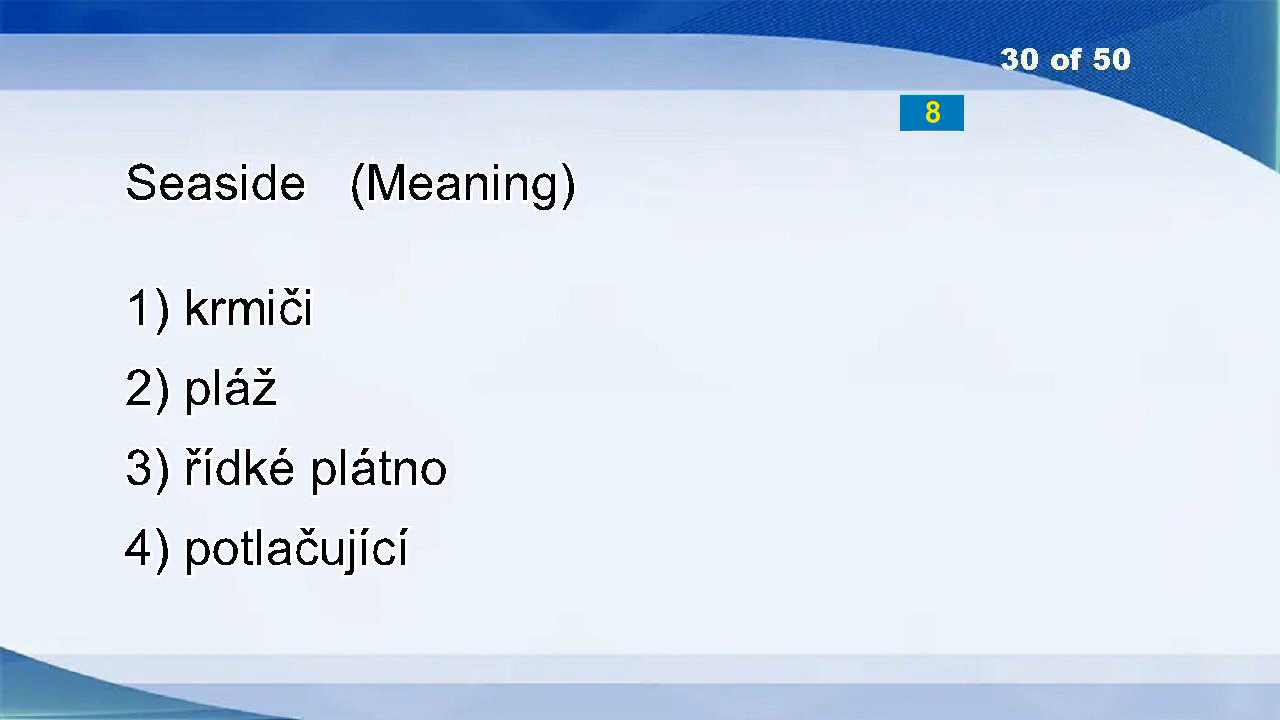 30 of 50
8
Seaside (Meaning)
1) krmiči
2) pláž
3) řídké plátno
4) potlačující